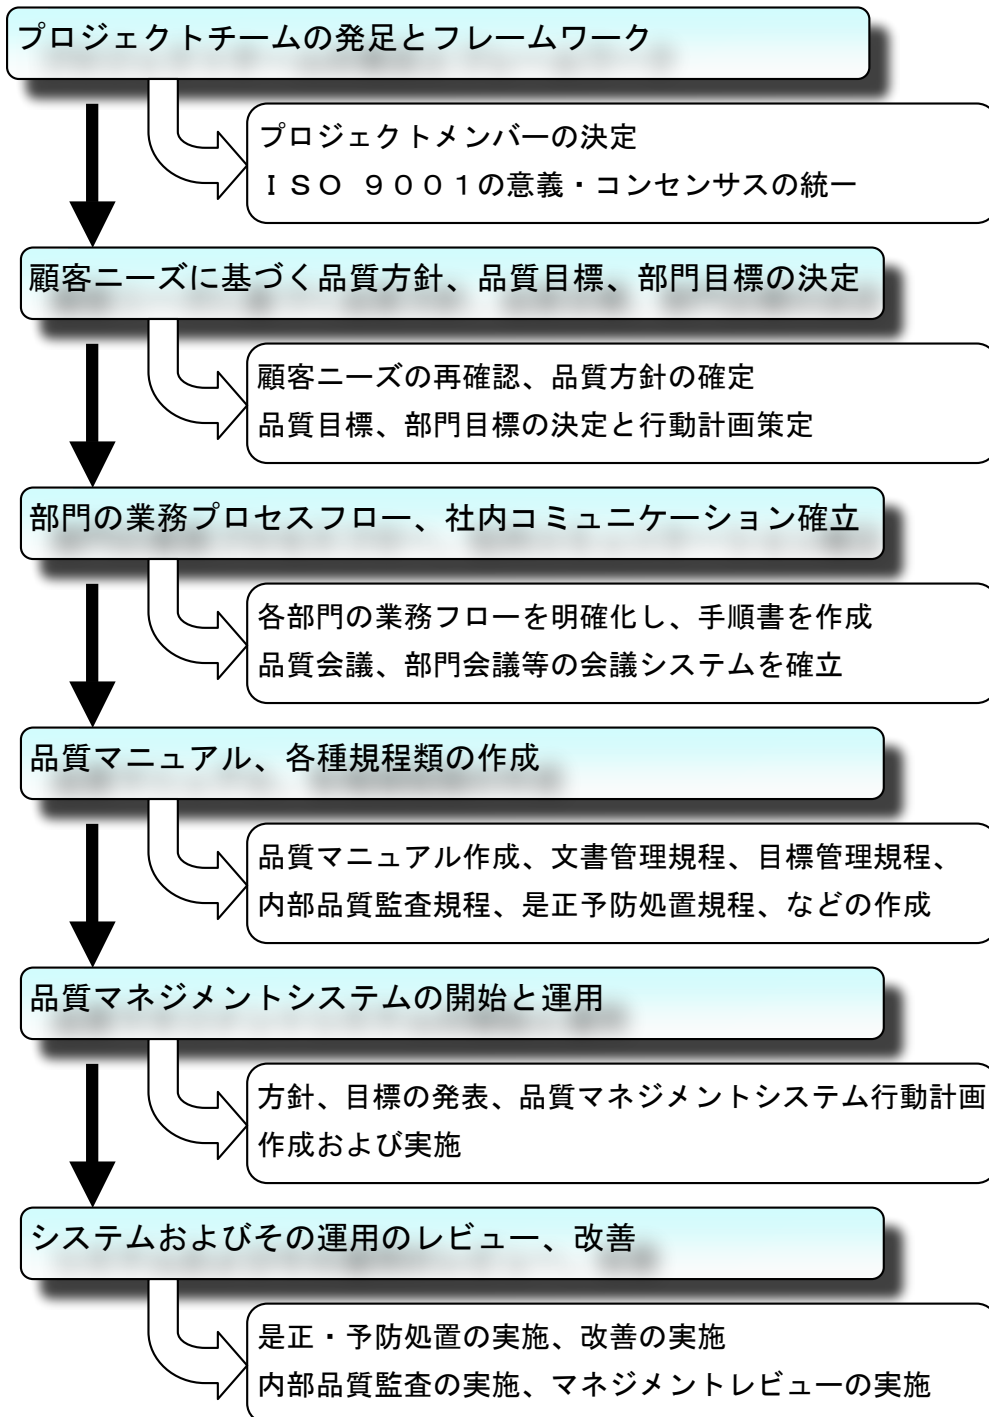 プロジェクトチームの発足とフレームワーク
プロジェクトメンバーの決定
ＩＳＯ　９００１の意義・コンセンサスの統一
顧客ニーズに基づく品質方針、品質目標、部門目標の決定
顧客ニーズの再確認、品質方針の確定
品質目標、部門目標の決定と行動計画策定
部門の業務プロセスフロー、社内コミュニケーション確立
各部門の業務フローを明確化し、手順書を作成
品質会議、部門会議等の会議システムを確立
品質マニュアル、各種規程類の作成
品質マニュアル作成、文書管理規程、目標管理規程、
内部品質監査規程、是正予防処置規程、などの作成
品質マネジメントシステムの開始と運用
方針、目標の発表、品質マネジメントシステム行動計画
作成および実施
システムおよびその運用のレビュー、改善
是正・予防処置の実施、改善の実施
内部品質監査の実施、マネジメントレビューの実施